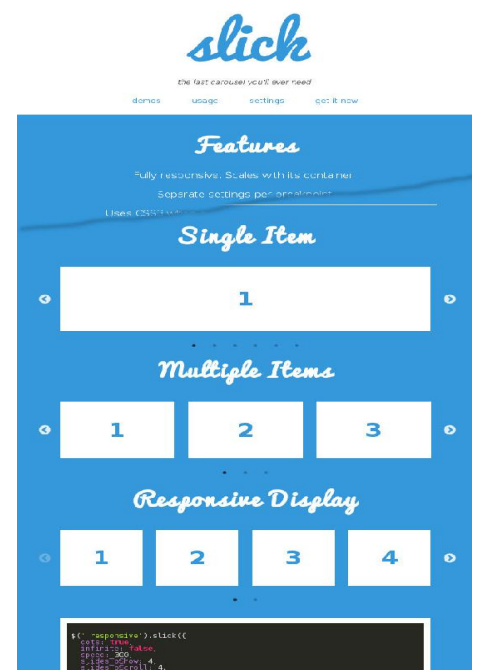 slick
the last carousel you'll ever need
demos usage settings get it now
Features
Fully responsive. Scales with its container.
Separate settings per breakpoint
Uses CSS3
Single Item
1
Multiple Items
1 2 3
Responsive Display
1 2 3 4
$('.responsive').slick({
dots: true,
infinite: false,
speed: 300,
slidesToShow: 4,
slidesToScroll: 4,